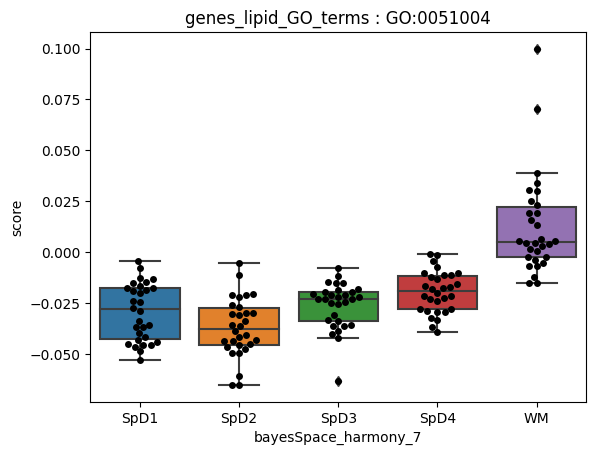 genes_lipid_GO_terms : GO:0051004
score
0.100
0.075
0.050
0.025
0.000
−0.025
−0.050
SpD1 SpD2 SpD3 SpD4 WM
bayesSpace_harmony_7